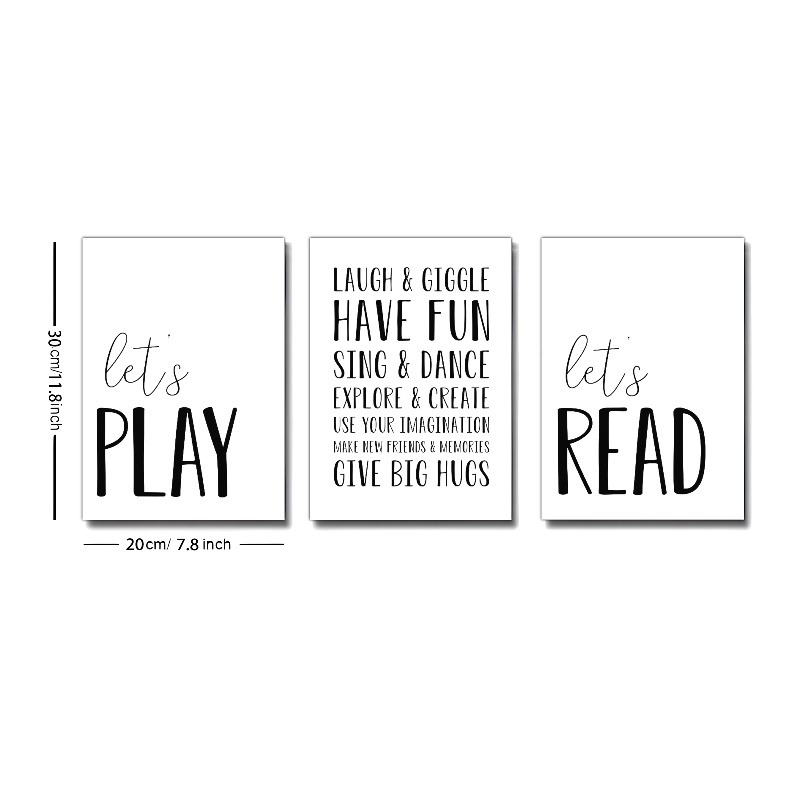 30cm/11.8inch
let's
PLAY
20cm/ 7.8 inch
LAUGH & GIGGLE
HAVE FUN
SING & DANCE
EXPLORE & CREATE
USE YOUR IMAGINATION
MAKE NEW FRIENDS & MEMORIES
GIVE BIG HUGS
let's
READ